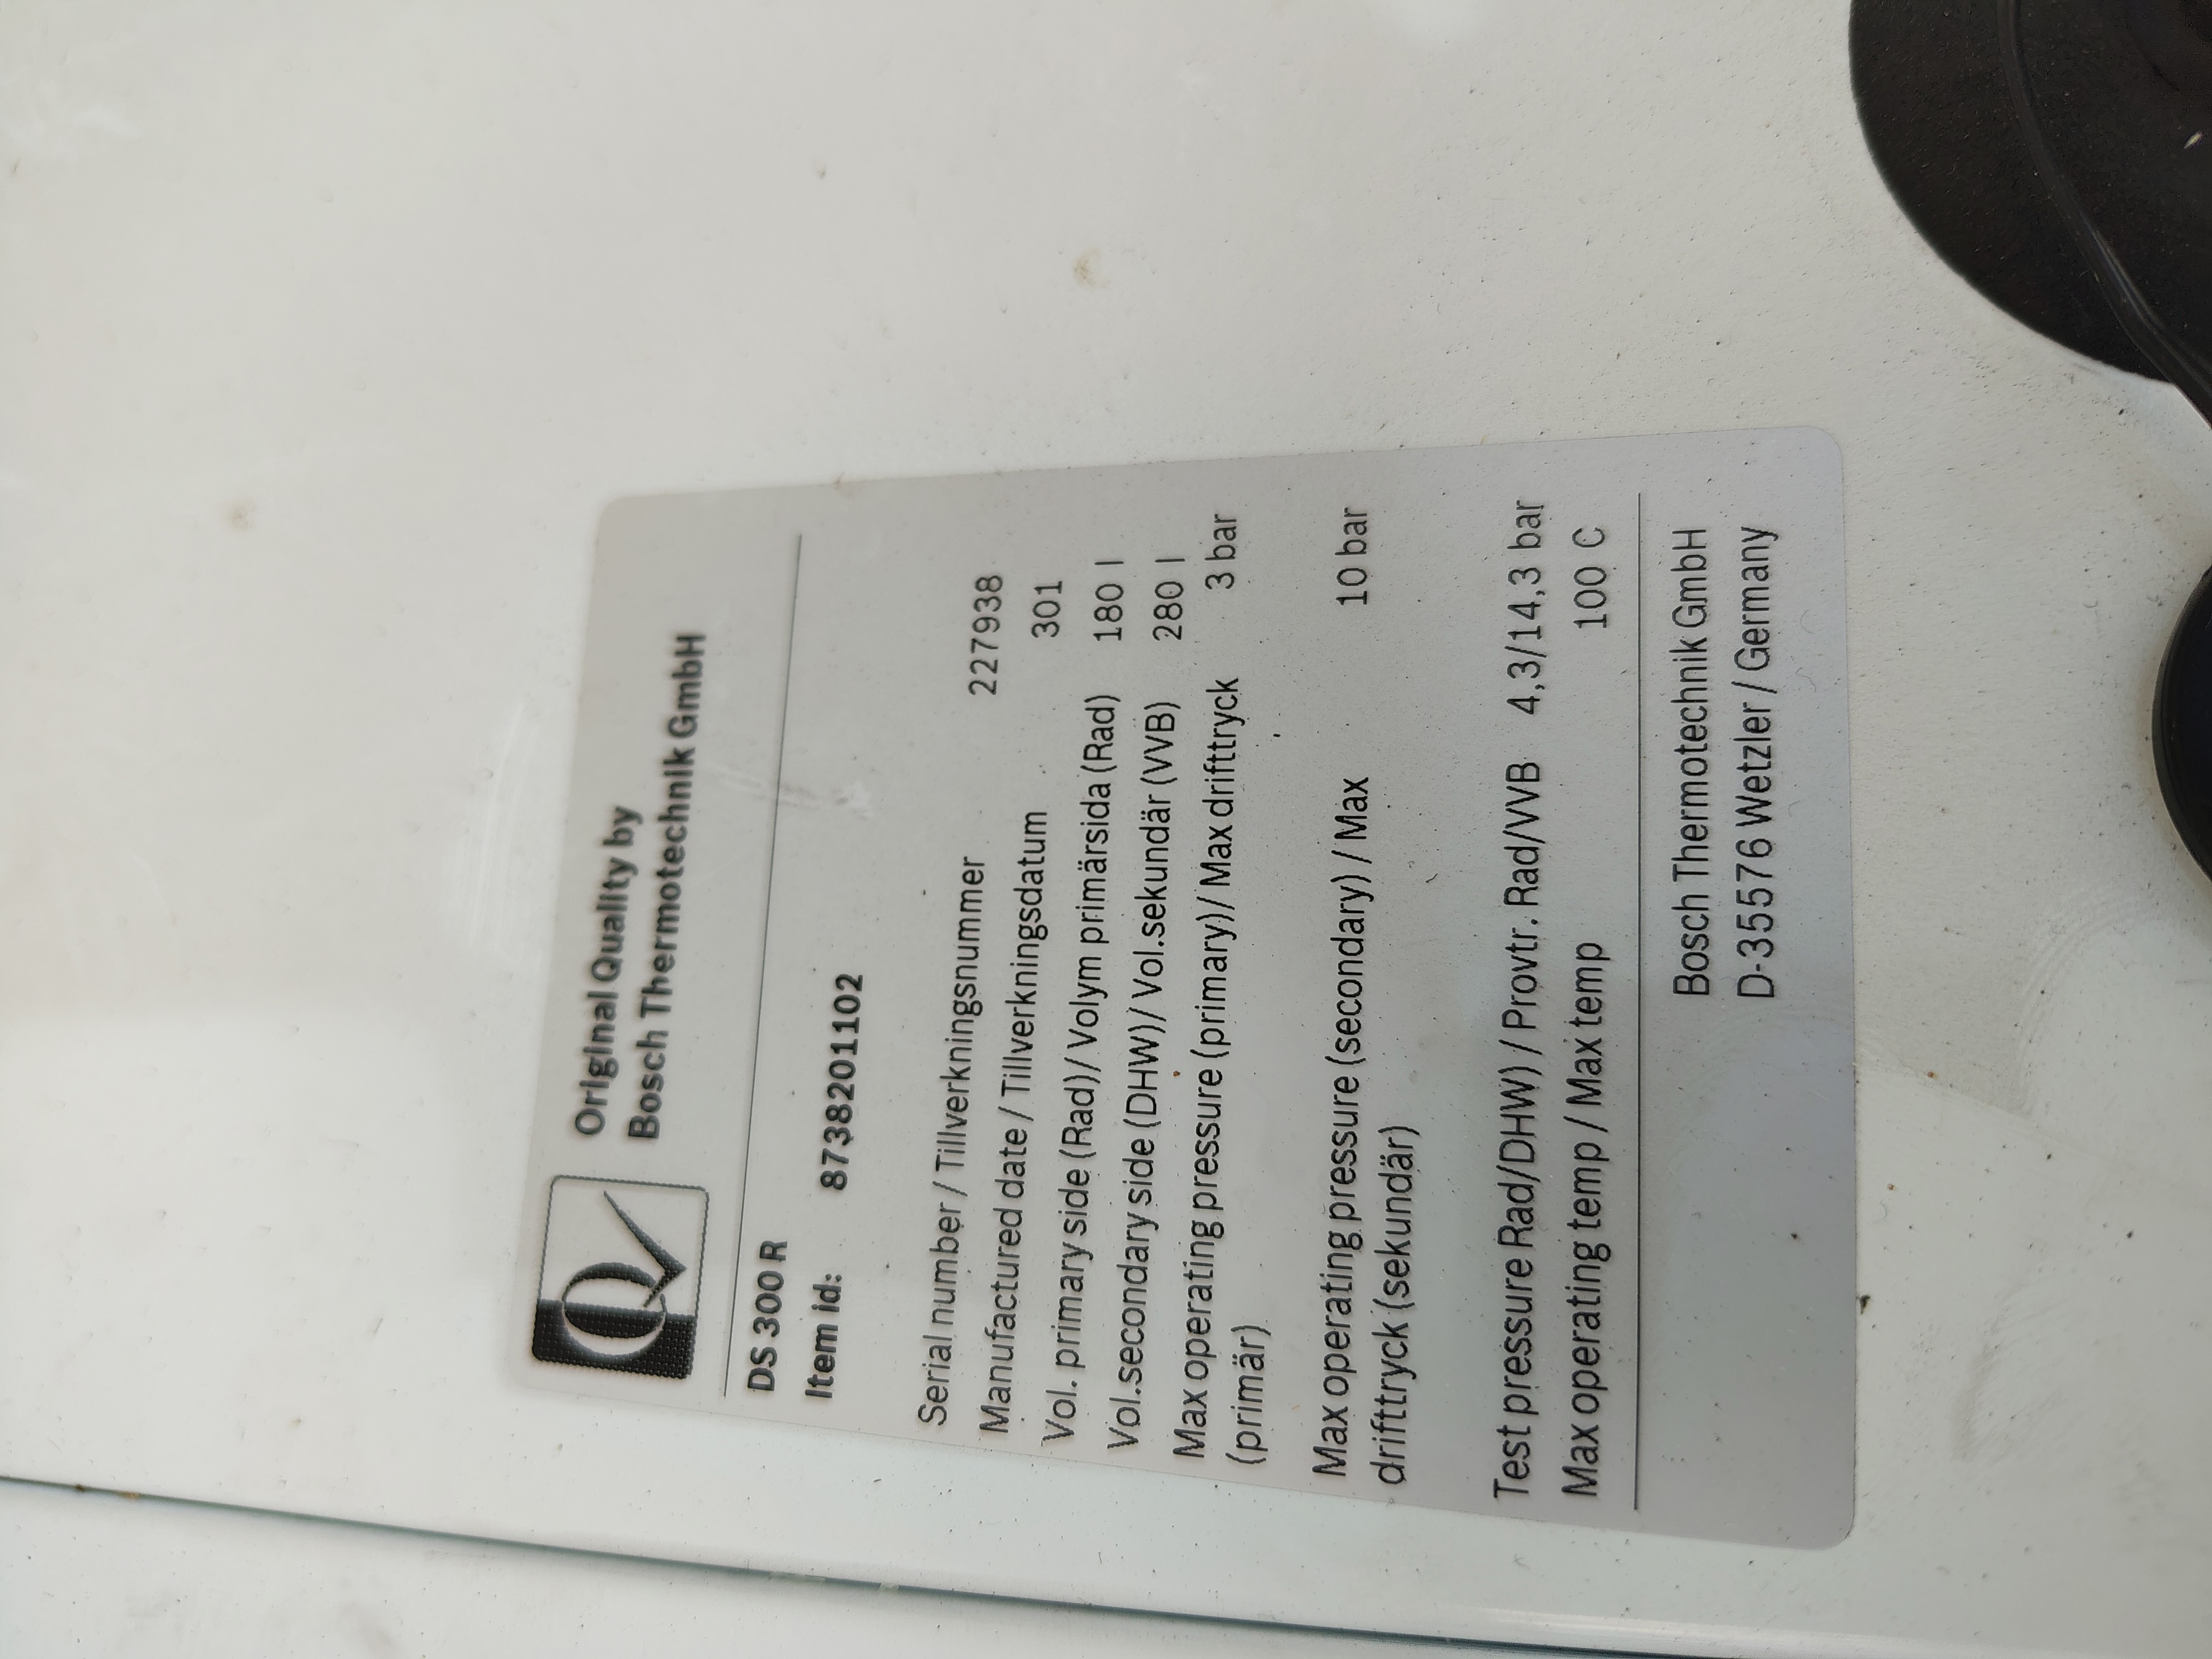 Original Quality by
Bosch Thermotechnik GmbH
DS 300 R
Item id: 8738201102
Serial number / Tillverkningsnummer 227938
Manufactured date / Tillverkningsdatum 301
Vol. primary side (Rad)/ Volym primärsida (Rad) 180 l
Vol.secondary side (DHW)/ Vol.sekundär (VVB) 280 l
Max operating pressure (primary)/ Max drifttryck 3 bar
(primär)
Max operating pressure (secondary) / Max 10 bar
drifttryck (sekundär)
Test pressure Rad/DHW) / Provtr. Rad/VVB 4,3/14,3 bar
Max operating temp / Max temp 100 C
Bosch Thermotechnik GmbH
D-35576 Wetzler / Germany